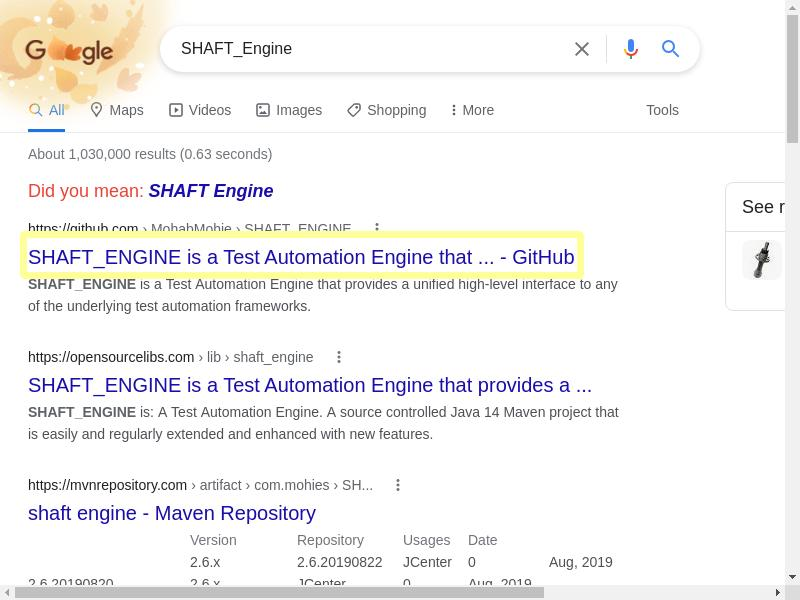 Google
SHAFT_Engine
All Maps Videos Images Shopping More Tools
About 1,030,000 results (0.63 seconds)
Did you mean: SHAFT Engine
See r
https://github.com › MohabMohie › SHAFT_ENGINE
SHAFT_ENGINE is a Test Automation Engine that ... - GitHub
SHAFT_ENGINE is a Test Automation Engine that provides a unified high-level interface to any
of the underlying test automation frameworks.
https://opensourcelibs.com › lib › shaft_engine
SHAFT_ENGINE is a Test Automation Engine that provides a ...
SHAFT_ENGINE is: A Test Automation Engine. A source controlled Java 14 Maven project that
is easily and regularly extended and enhanced with new features.
https://mvnrepository.com › artifact › com.mohies › SH...
shaft engine - Maven Repository
Version Repository Usages Date
2.6.x 2.6.20190822 JCenter 0 Aug, 2019
2.6.20190820 2.6.x JCenter 0 Aug, 2019